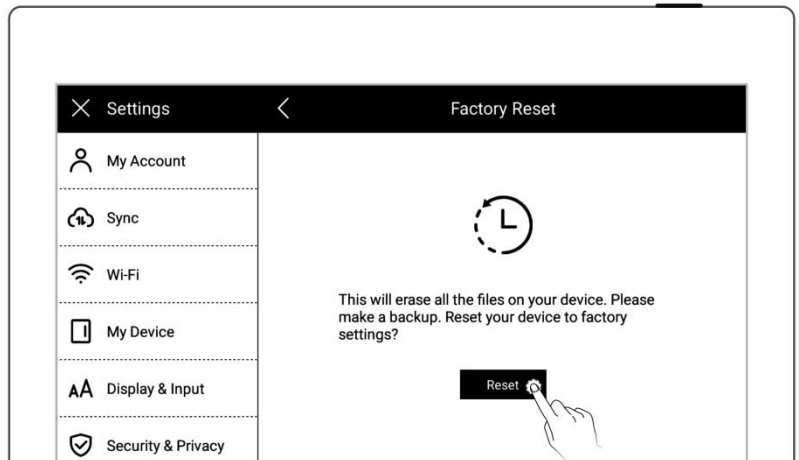 Settings
Factory Reset
My Account
Sync
Wi-Fi
My Device
Display & Input
Security & Privacy
This will erase all the files on your device. Please
make a backup. Reset your device to factory
settings?
Reset